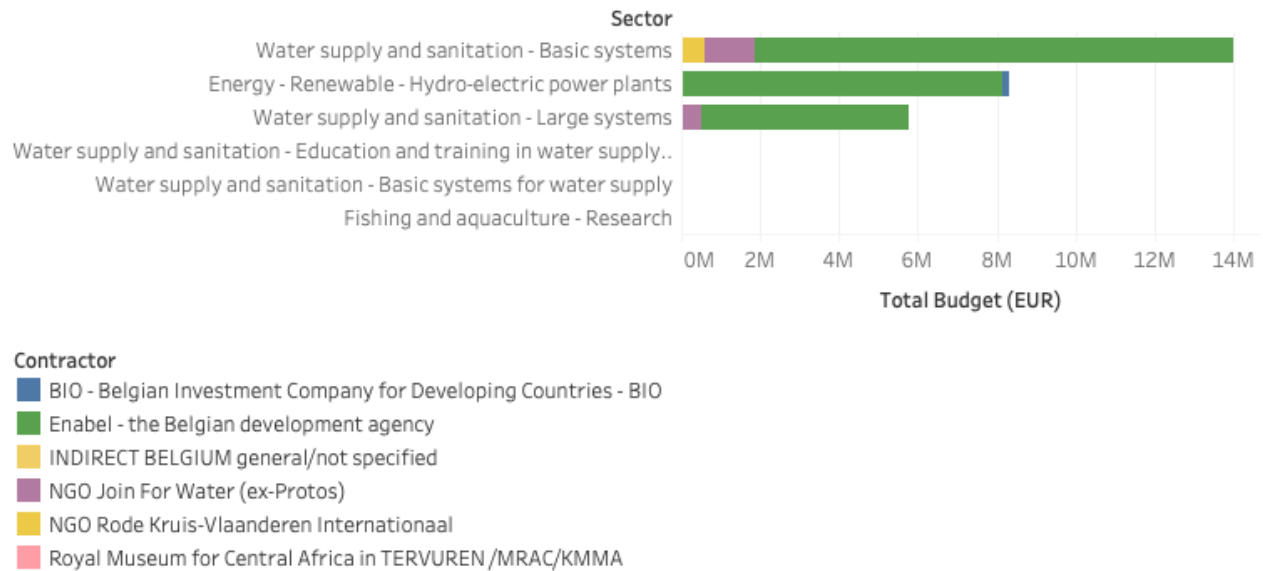 Sector
Water supply and sanitation - Basic systems
Energy - Renewable - Hydro-electric power plants
Water supply and sanitation - Large systems
Water supply and sanitation - Education and training in water supply..
Water supply and sanitation - Basic systems for water supply
Fishing and aquaculture - Research
0M 2M 4M 6M 8M 10M 12M 14M
Total Budget (EUR)
Contractor
BIO - Belgian Investment Company for Developing Countries - BIO
Enabel - the Belgian development agency
INDIRECT BELGIUM general/not specified
NGO Join For Water (ex-Protos)
NGO Rode Kruis-Vlaanderen Internationaal
Royal Museum for Central Africa in TERVUREN /MRAC/KMMA